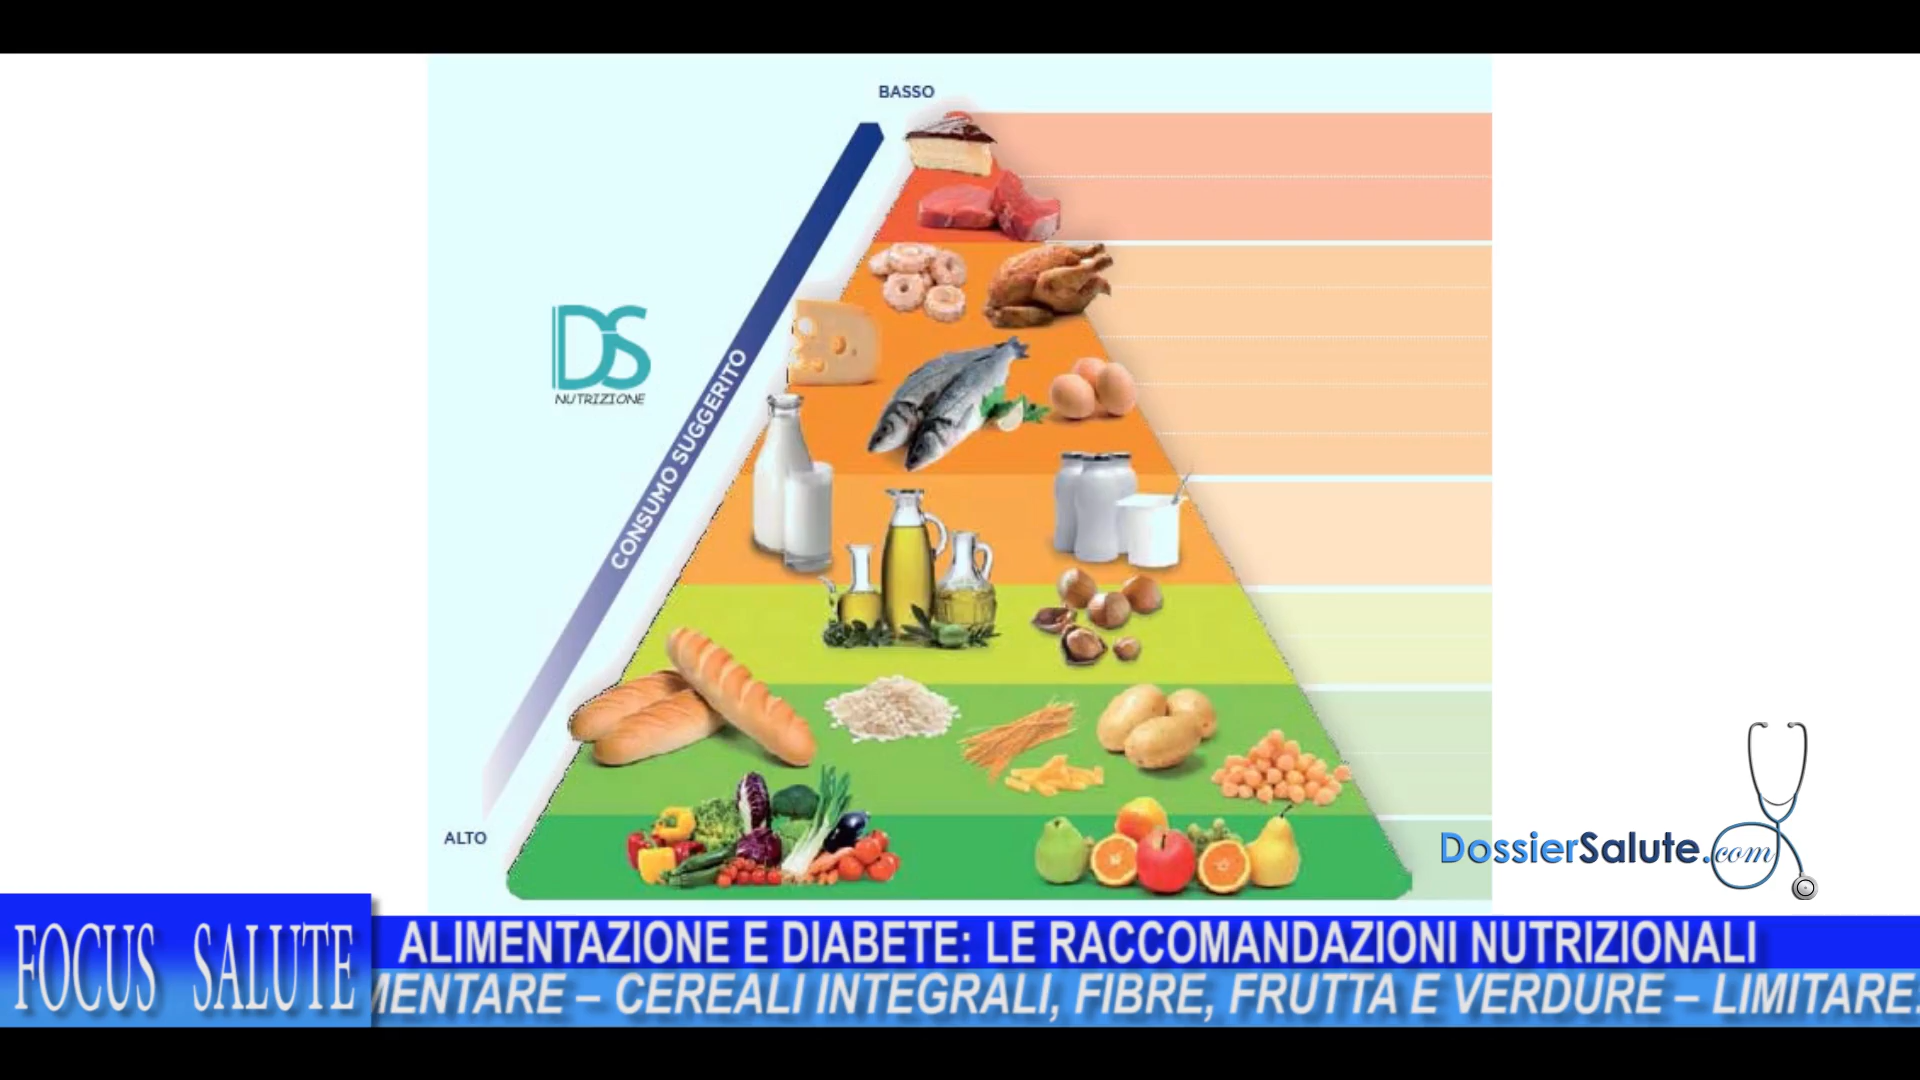 BASSO
DS
NUTRIZIONE
CONSUMO SUGGERITO
ALTO
DossierSalute.com
FOCUS SALUTE
ALIMENTAZIONE E DIABETE: LE RACCOMANDAZIONI NUTRIZIONALI
MENTARE – CEREALI INTEGRALI, FIBRE, FRUTTA E VERDURE – LIMITARE